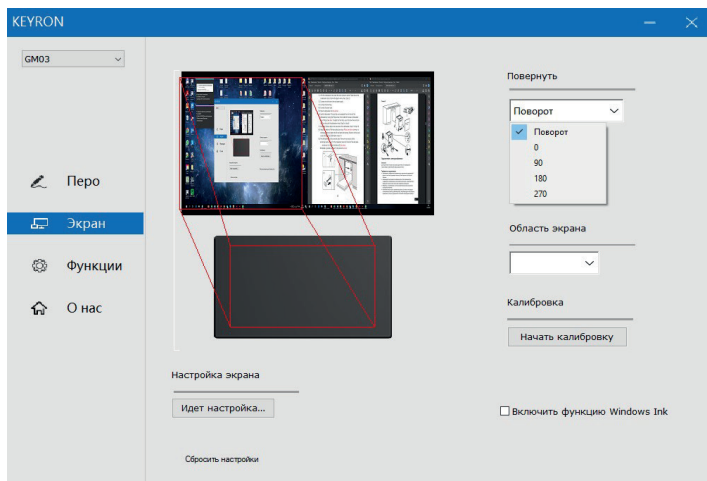 KEYRON
GM03
Перо
Экран
Функции
О нас
Настройка экрана
Идет настройка...
Сбросить настройки
Повернуть
Поворот
Поворот
0
90
180
270
Область экрана
Калибровка
Начать калибровку
Включить функцию Windows Ink